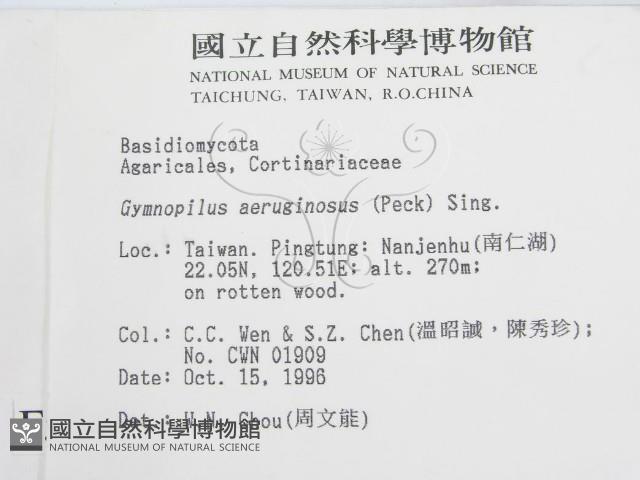 國立自然科學博物館
NATIONAL MUSEUM OF NATURAL SCIENCE
TAICHUNG, TAIWAN, R.O.CHINA
Basidiomycota
Agaricales, Cortinariaceae
Gymnopilus aeruginosus (Peck) Sing.
Loc.: Taiwan. Pingtung: Nanjenhu(南仁湖)
22.05N, 120.51E; alt. 270m;
on rotten wood.
Col.: C.C. Wen & S.Z. Chen(溫昭誠，陳秀珍);
No. CWN 01909
Date: Oct. 15, 1996
Det.: W.N. Chou(周文能)
國立自然科學博物館
NATIONAL MUSEUM OF NATURAL SCIENCE